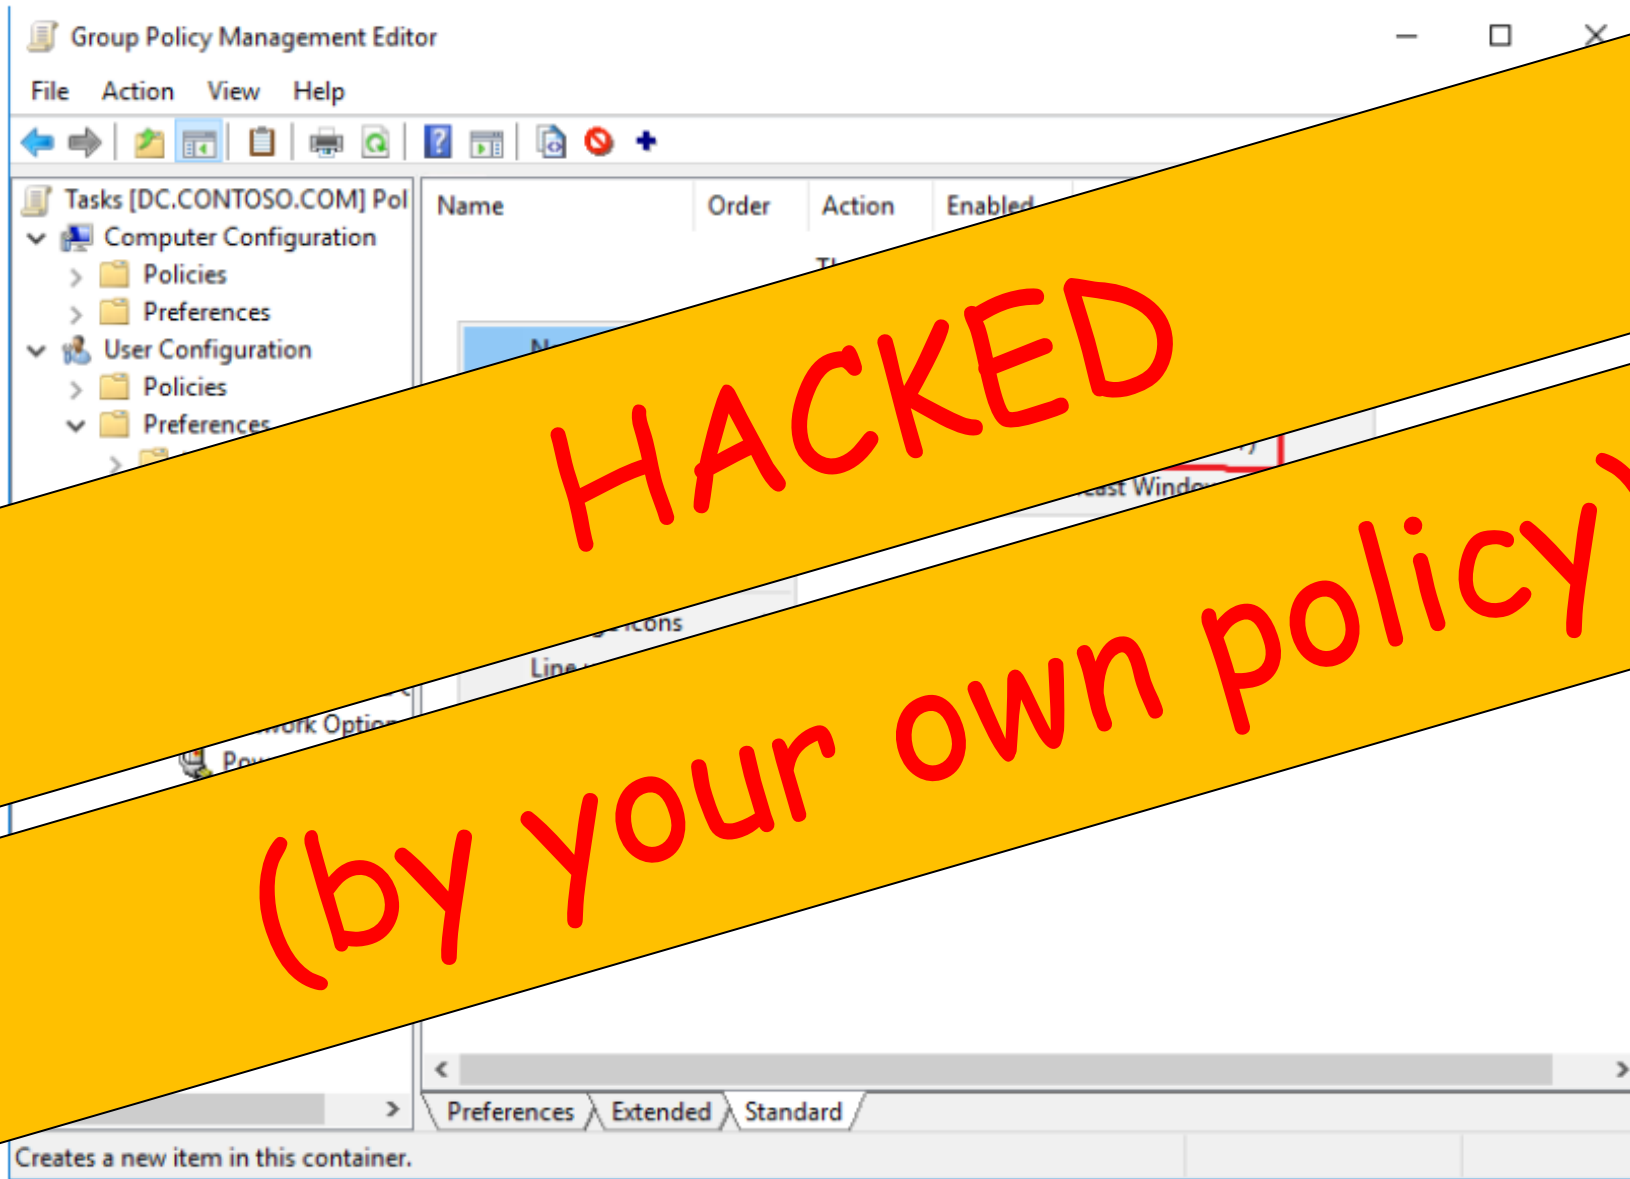 Group Policy Management Editor
File Action View Help
Tasks [DC.CONTOSO.COM] Pol
Name Order Action Enabled
Computer Configuration
Policies
Preferences
User Configuration
Policies
Preferences
HACKED
(by your own policy)
Preferences Extended Standard
Creates a new item in this container.